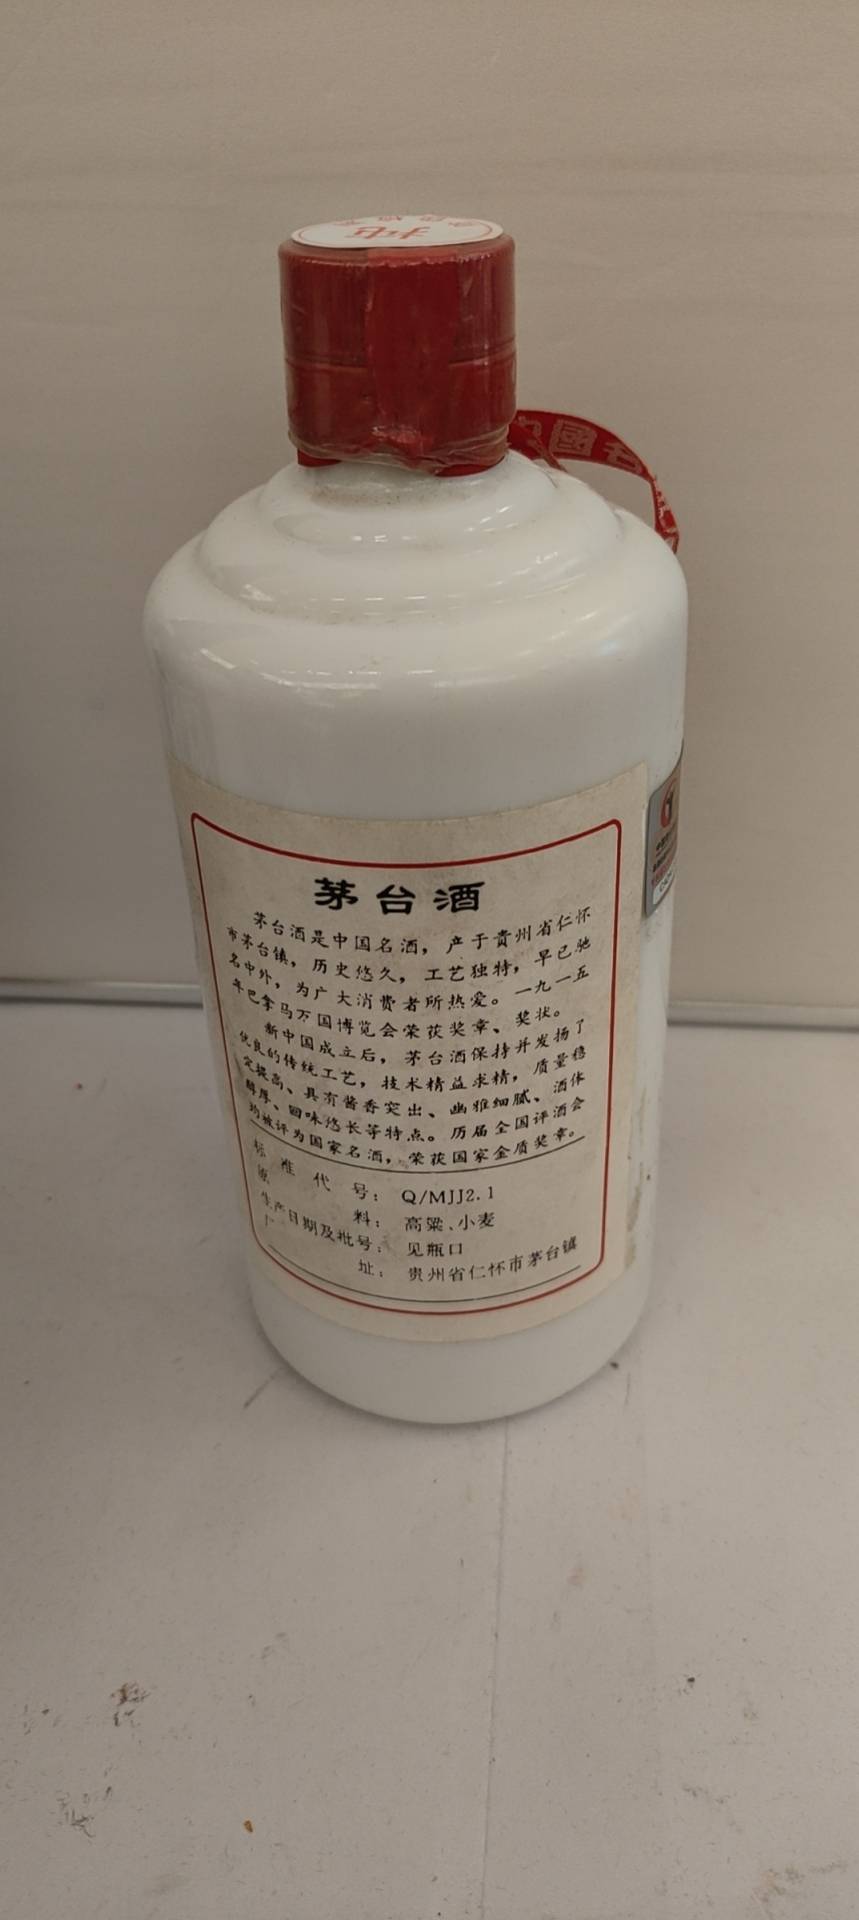 中國名
茅台酒
茅台酒是中国名酒，产于贵州省仁怀
市茅台镇，历史悠久，工艺独特，早已驰
名中外，为广大消费者所热爱。一九一五
年巴拿马万国博览会荣获奖章、奖状。
新中国成立后，茅台酒保持并发扬了
优良的传统工艺，技术精益求精，质量稳
定提高、具有酱香突出、幽雅细腻、酒体
醇厚、回味悠长等特点。历届全国评酒会
均被评为国家名酒，荣获国家金质奖章。
标准代号：Q/MJJ2.1
原料：高粱、小麦
生产日期及批号：见瓶口
厂址：贵州省仁怀市茅台镇